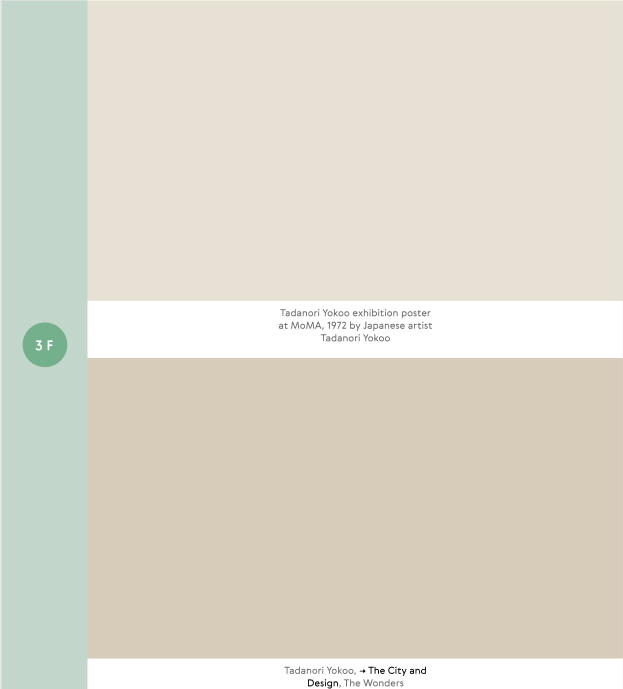 Tadanori Yokoo exhibition poster
at MoMA, 1972 by Japanese artist
Tadanori Yokoo
3 F
Tadanori Yokoo, → The City and
Design, The Wonders